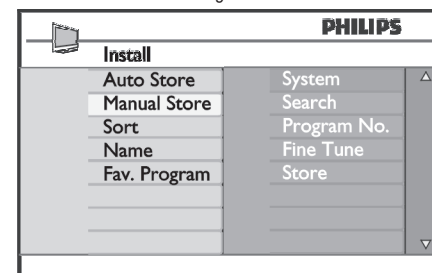 PHILIPS
Install
Auto Store
Manual Store
Sort
Name
Fav. Program
System
Search
Program No.
Fine Tune
Store